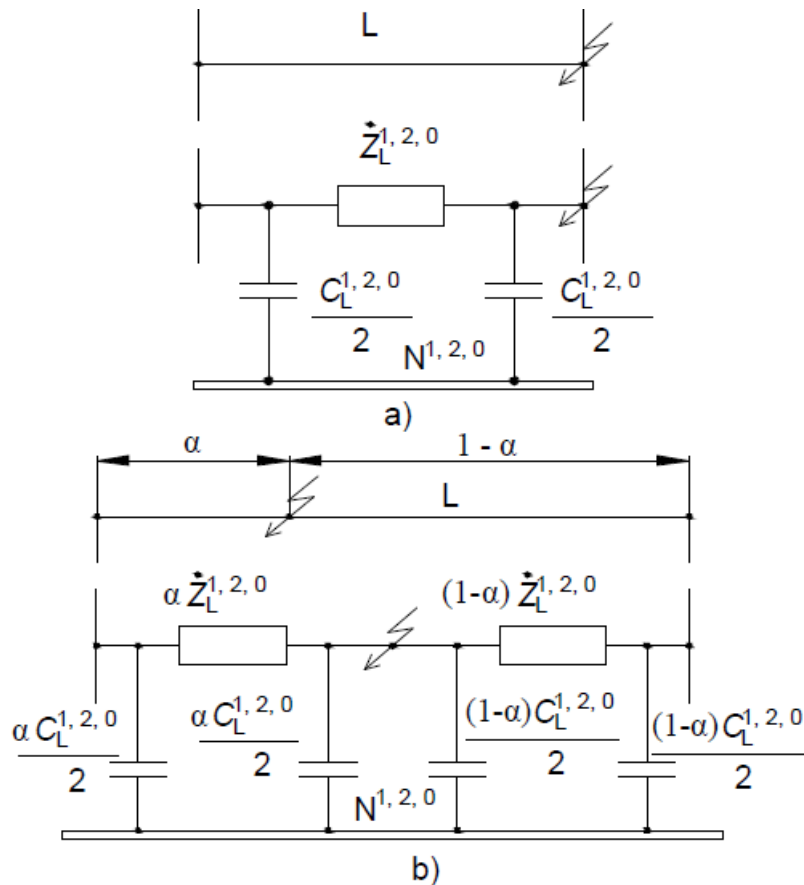 L
Ż_L^{1, 2, 0}
C_L^{1, 2, 0}/2 C_L^{1, 2, 0}/2
N^{1, 2, 0}
a)
α 1 - α
L
α Ż_L^{1, 2, 0} (1-α) Ż_L^{1, 2, 0}
α C_L^{1, 2, 0}/2 α C_L^{1, 2, 0}/2 (1-α) C_L^{1, 2, 0}/2 (1-α) C_L^{1, 2, 0}/2
N^{1, 2, 0}
b)